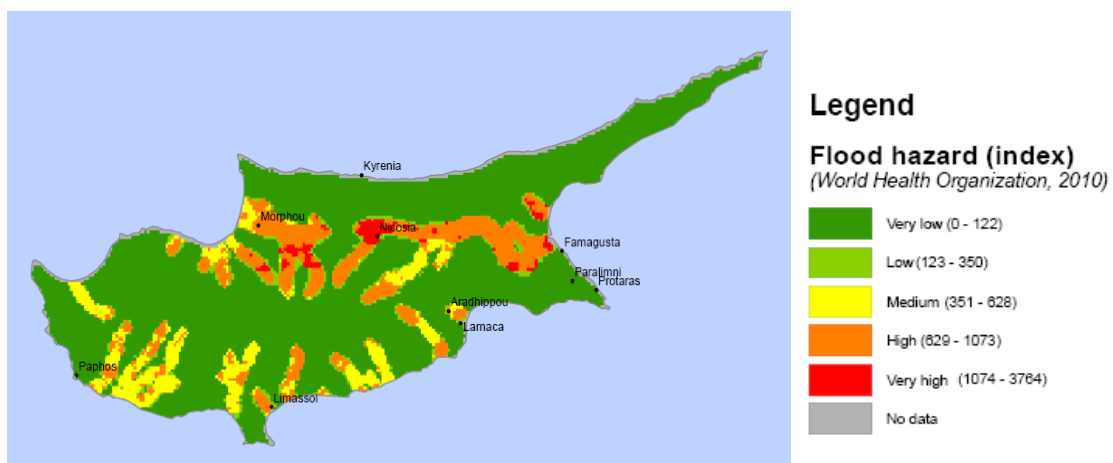 Kyrenia
Morphou
Nicosia
Famagusta
Paralimni
Protaras
Aradhippou
Larnaca
Paphos
Limassol
Legend
Flood hazard (index)
(World Health Organization, 2010)
Very low (0 - 122)
Low (123 - 350)
Medium (351 - 628)
High (629 - 1073)
Very high (1074 - 3764)
No data